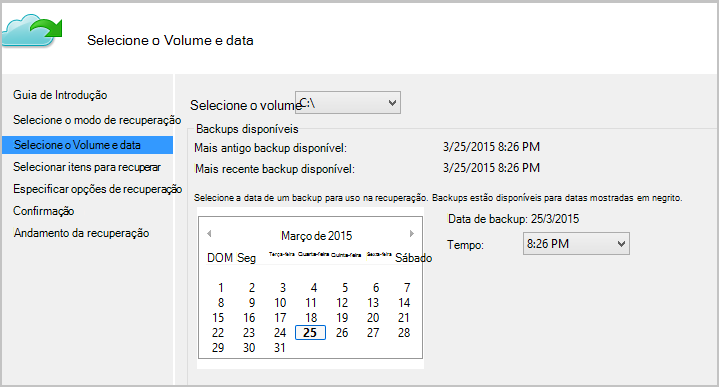 Selecione o Volume e data
Guia de Introdução
Selecione o modo de recuperação
Selecione o Volume e data
Selecionar itens para recuperar
Especificar opções de recuperação
Confirmação
Andamento da recuperação
Selecione o volume C:\
Backups disponíveis
Mais antigo backup disponível: 3/25/2015 8:26 PM
Mais recente backup disponível: 3/25/2015 8:26 PM
Selecione a data de um backup para uso na recuperação. Backups estão disponíveis para datas mostradas em negrito.
Março de 2015
DOM Seg Terça-feira Quarta-feira Quinta-feira Sexta-feira Sábado
1 2 3 4 5 6 7
8 9 10 11 12 13 14
15 16 17 18 19 20 21
22 23 24 25 26 27 28
29 30 31
Data de backup: 25/3/2015
Tempo: 8:26 PM